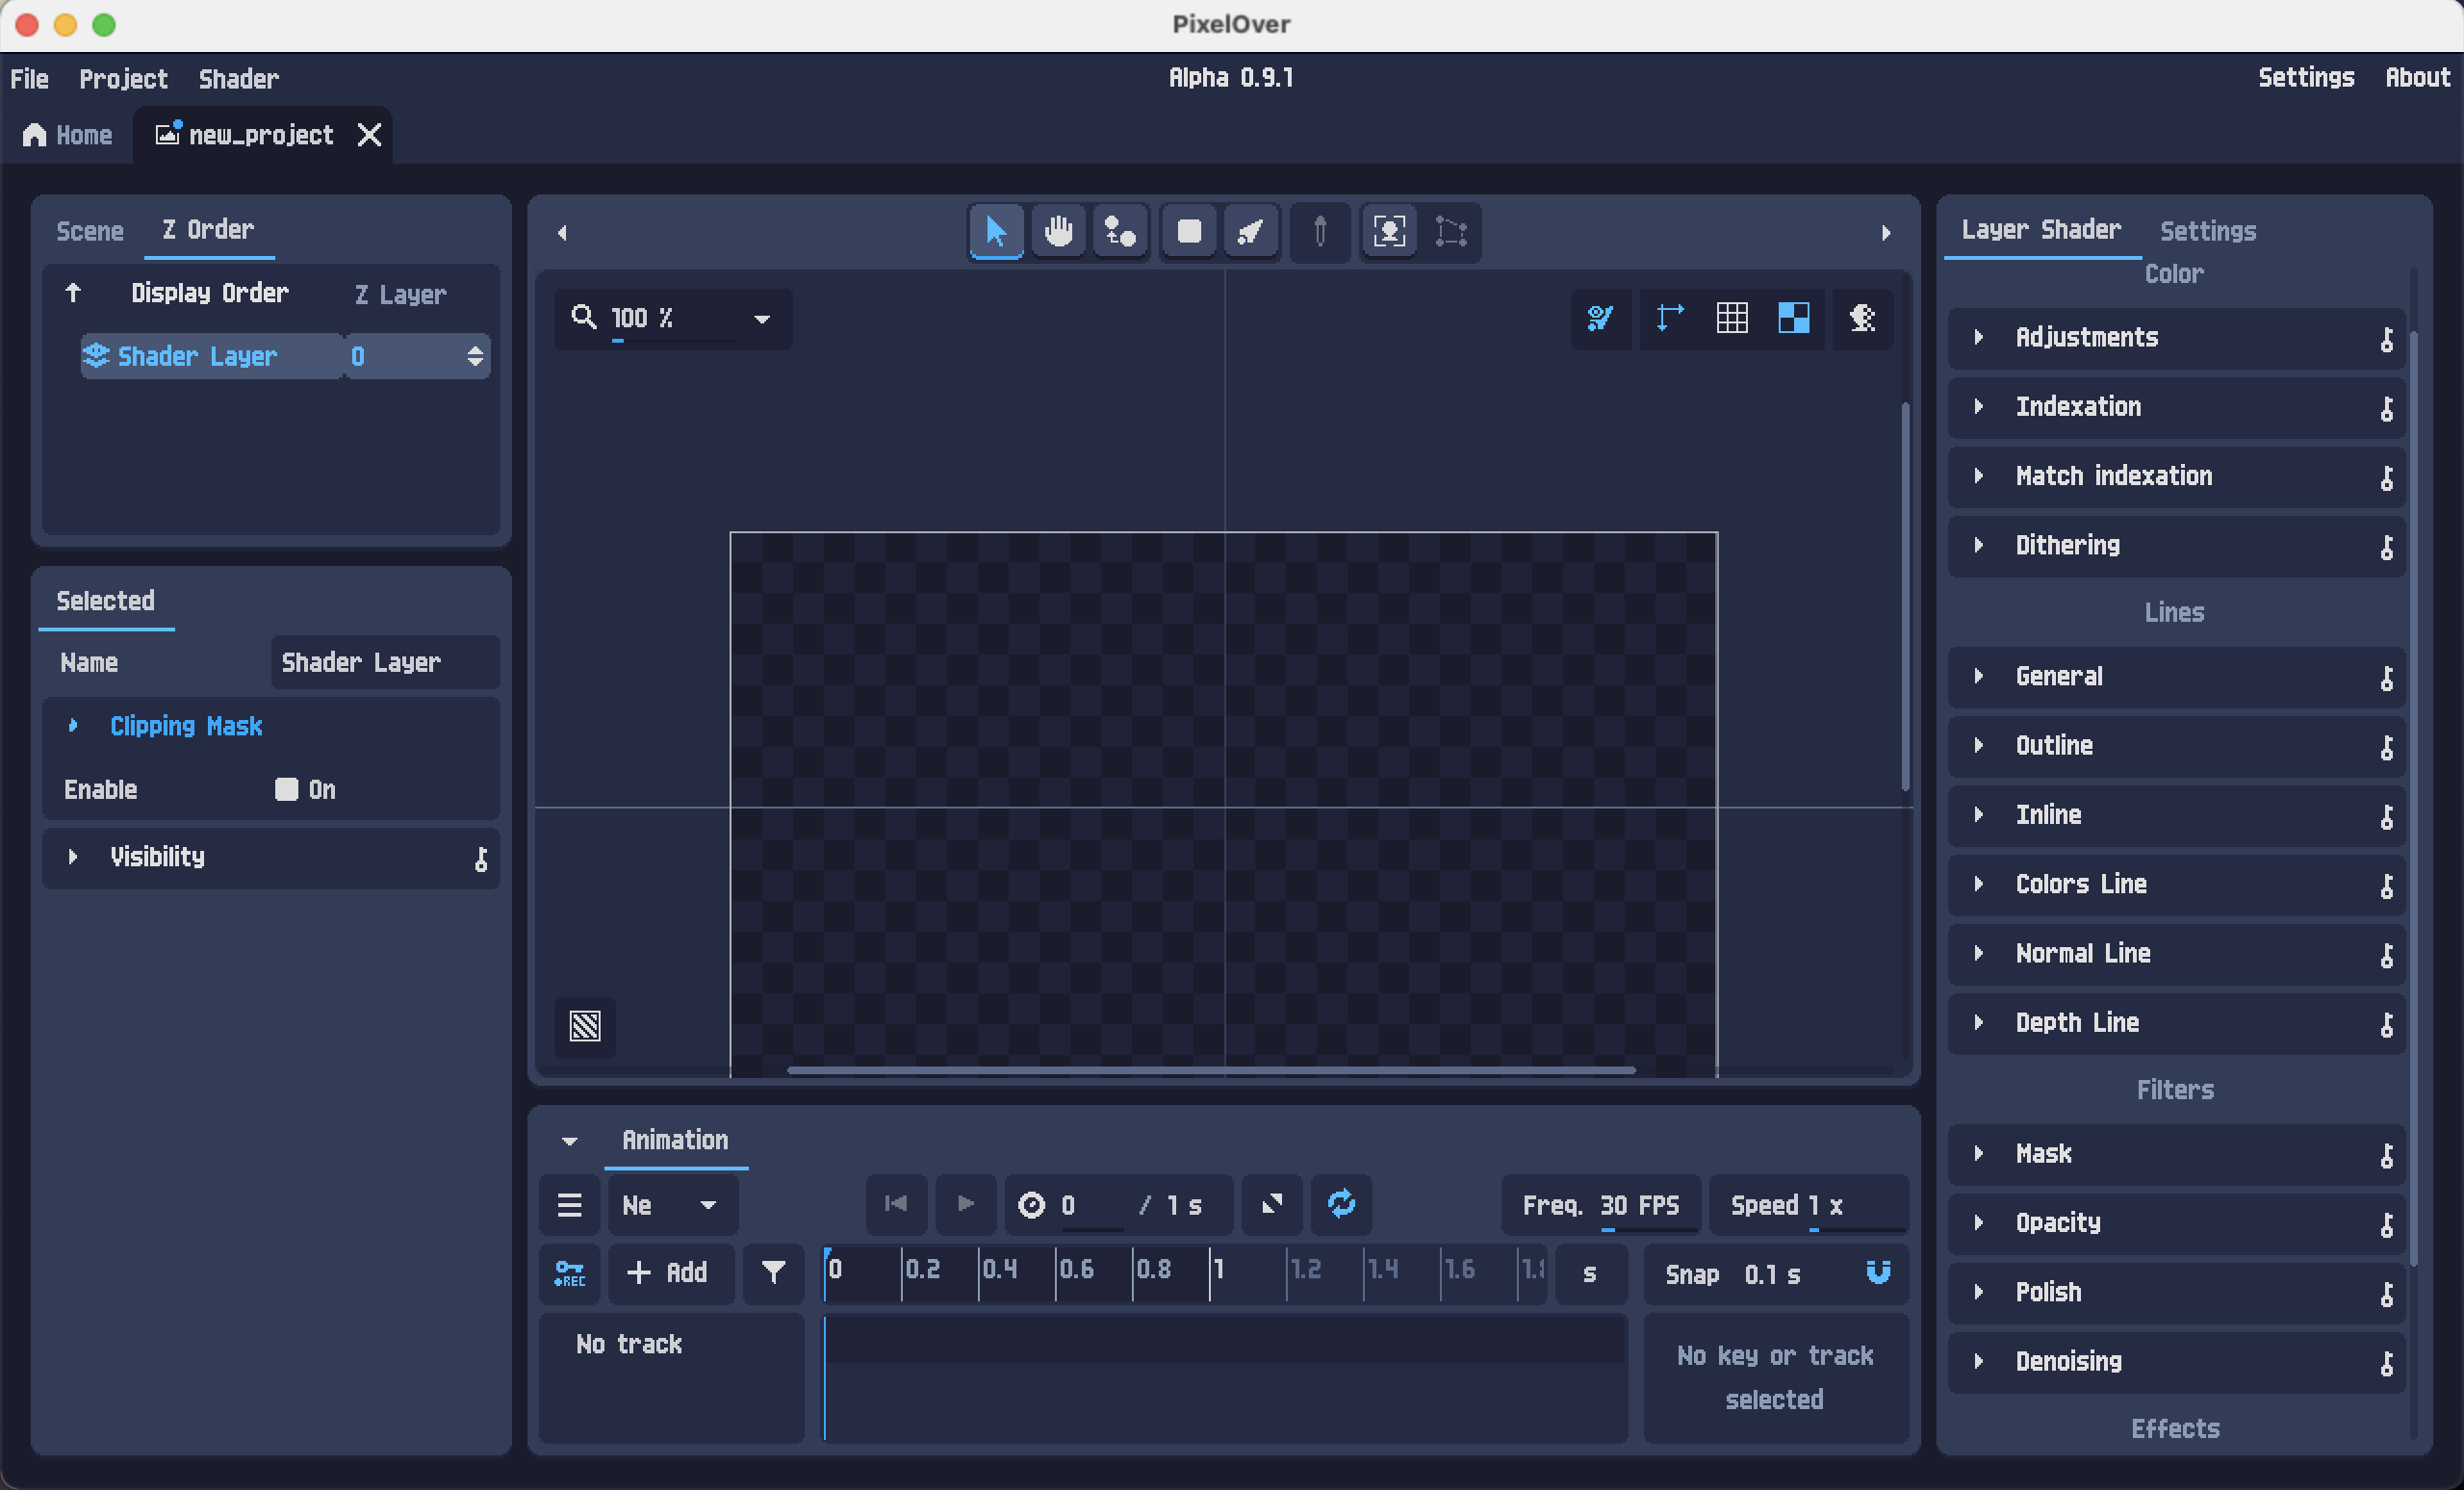 PixelOver
File Project Shader Alpha 0.9.1 Settings About
Home new_project
Scene Z Order
Display Order Z Layer
Shader Layer 0
Selected
Name Shader Layer
Clipping Mask
Enable On
Visibility
100 %
Animation
Ne 0 / 1 s Freq. 30 FPS Speed 1 x
REC + Add 0 0.2 0.4 0.6 0.8 1 1.2 1.4 1.6 s Snap 0.1 s
No track
No key or track
selected
Layer Shader Settings
Color
Adjustments
Indexation
Match indexation
Dithering
Lines
General
Outline
Inline
Colors Line
Normal Line
Depth Line
Filters
Mask
Opacity
Polish
Denoising
Effects